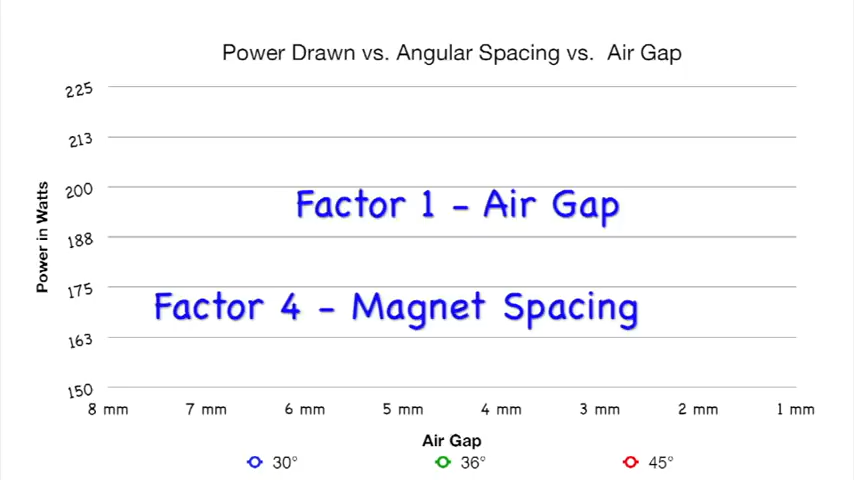 Power Drawn vs. Angular Spacing vs. Air Gap
225
213
200
188
175
163
150
Power in Watts
Factor 1 - Air Gap
Factor 4 - Magnet Spacing
8 mm 7 mm 6 mm 5 mm 4 mm 3 mm 2 mm 1 mm
Air Gap
30° 36° 45°